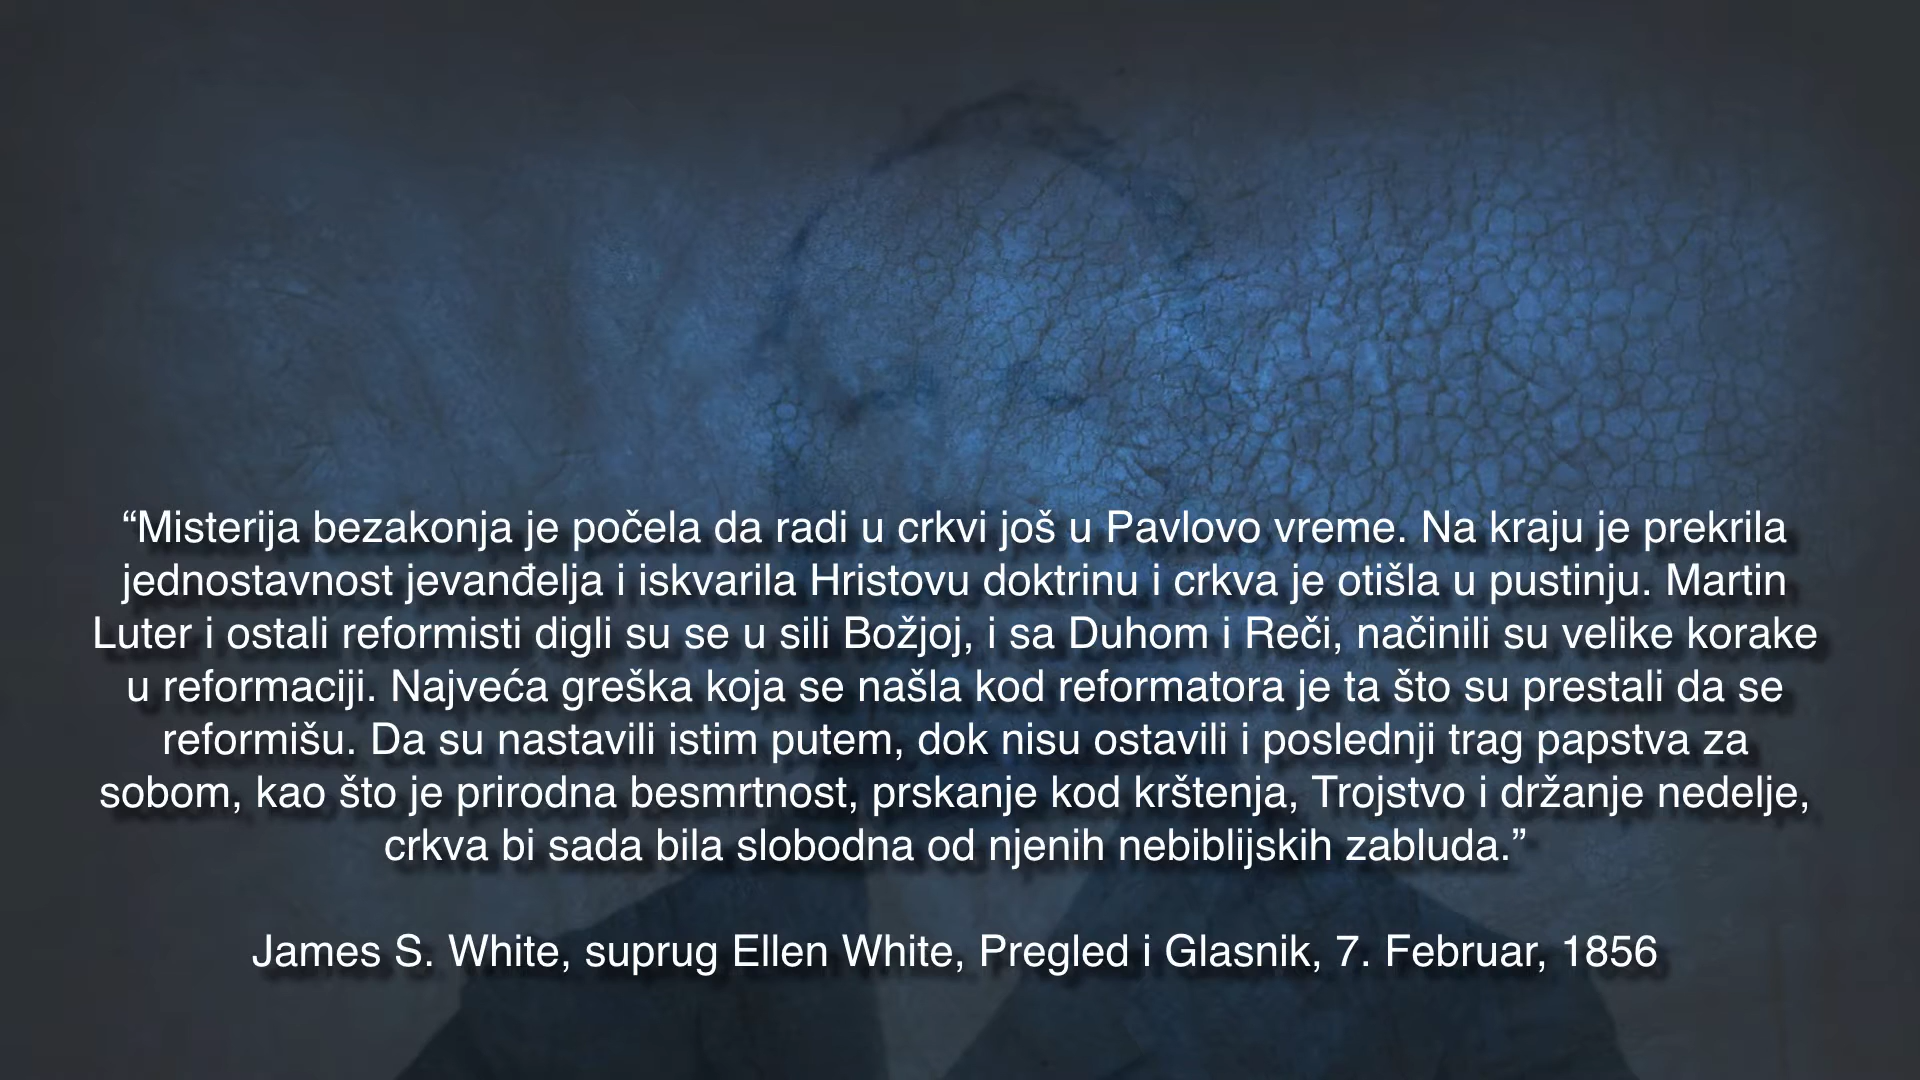 “Misterija bezakonja je počela da radi u crkvi još u Pavlovo vreme. Na kraju je prekrila
jednostavnost jevanđelja i iskvarila Hristovu doktrinu i crkva je otišla u pustinju. Martin
Luter i ostali reformisti digli su se u sili Božjoj, i sa Duhom i Reči, načinili su velike korake
u reformaciji. Najveća greška koja se našla kod reformatora je ta što su prestali da se
reformišu. Da su nastavili istim putem, dok nisu ostavili i poslednji trag papstva za
sobom, kao što je prirodna besmrtnost, prskanje kod krštenja, Trojstvo i držanje nedelje,
crkva bi sada bila slobodna od njenih nebiblijskih zabluda.”
James S. White, suprug Ellen White, Pregled i Glasnik, 7. Februar, 1856